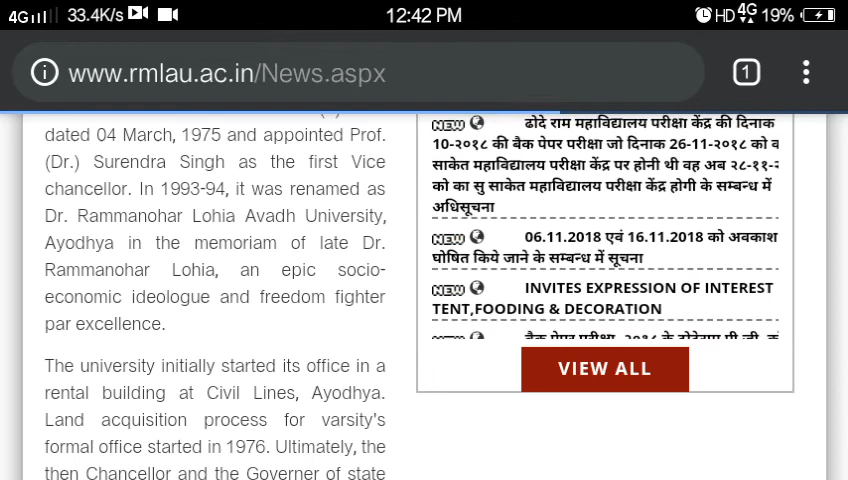 4G 33.4K/s 12:42 PM HD 4G 19%
www.rmlau.ac.in/News.aspx 1
dated 04 March, 1975 and appointed Prof.
(Dr.) Surendra Singh as the first Vice
chancellor. In 1993-94, it was renamed as
Dr. Rammanohar Lohia Avadh University,
Ayodhya in the memoriam of late Dr.
Rammanohar Lohia, an epic socio-
economic ideologue and freedom fighter
par excellence.
The university initially started its office in a
rental building at Civil Lines, Ayodhya.
Land acquisition process for varsity's
formal office started in 1976. Ultimately, the
then Chancellor and the Governer of state
NEW ढोदे राम महाविद्यालय परीक्षा केंद्र की दिनाक
10-२०१८ की बैक पेपर परीक्षा जो दिनाक 26-11-२०१८ को
साकेत महाविद्यालय परीक्षा केंद्र पर होनी थी वह अब २८-११-२
को का सु साकेत महाविद्यालय परीक्षा केंद्र होगी के सम्बन्ध में
अधिसूचना
NEW 06.11.2018 एवं 16.11.2018 को अवकाश
घोषित किये जाने के सम्बन्ध में सूचना
NEW INVITES EXPRESSION OF INTEREST
TENT,FOODING & DECORATION
VIEW ALL